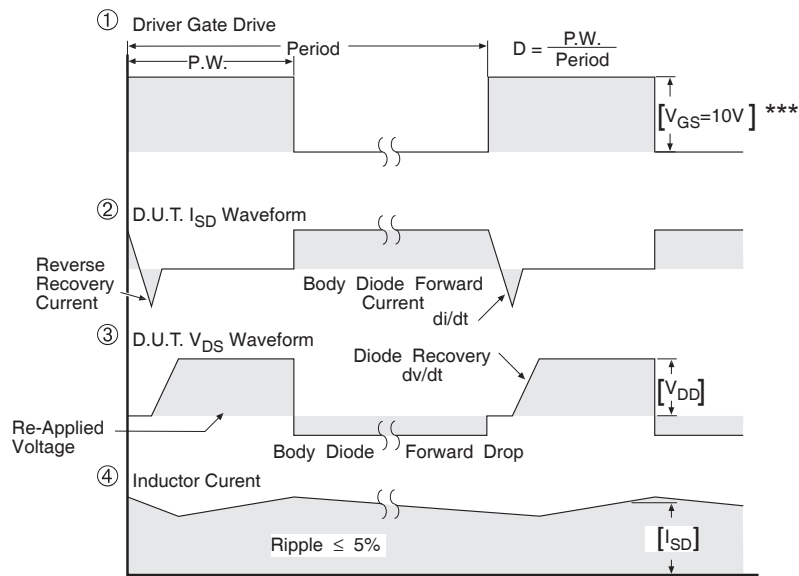 ① Driver Gate Drive
Period
P.W.
D = P.W. / Period
[VGS=10V] ***
② D.U.T. ISD Waveform
Reverse
Recovery
Current
Body Diode Forward
Current
di/dt
③ D.U.T. VDS Waveform
Diode Recovery
dv/dt
[VDD]
Re-Applied
Voltage
Body Diode Forward Drop
④ Inductor Curent
Ripple ≤ 5%
[ISD]